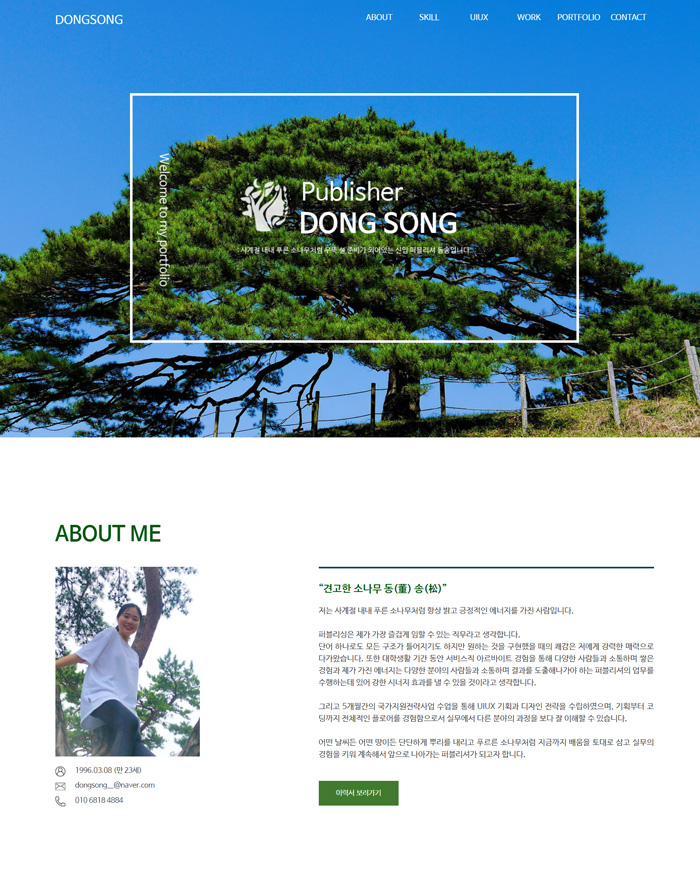 DONGSONG
ABOUT SKILL UIUX WORK PORTFOLIO CONTACT
Welcome to my portfolio
Publisher
DONG SONG
사계절 내내 푸른 소나무처럼 무럭 클 준비가 되어있는 신입 퍼블리셔 동송입니다.
ABOUT ME
“견고한 소나무 동(董) 송(松)”
저는 사계절 내내 푸른 소나무처럼 항상 밝고 긍정적인 에너지를 가진 사람입니다.
퍼블리싱은 제가 가장 즐겁게 임할 수 있는 직무라고 생각합니다.
단어 하나로도 모든 구조가 틀어지기도 하지만 원하는 것을 구현했을 때의 쾌감은 저에게 강력한 매력으로
다가왔습니다. 또한 대학생활 기간 동안 서비스직 아르바이트 경험을 통해 다양한 사람들과 소통하며 쌓은
경험과 제가 가진 에너지는 다양한 분야의 사람들과 소통하며 결과를 도출해나가야 하는 퍼블리셔의 업무를
수행하는데 있어 강한 시너지 효과를 낼 수 있을 것이라고 생각합니다.
그리고 5개월간의 국가지원전략사업 수업을 통해 UIUX 기획과 디자인 전략을 수립하였으며, 기획부터 코
딩까지 전체적인 플로어를 경험함으로서 실무에서 다른 분야의 과정을 보다 잘 이해할 수 있습니다.
어떤 날씨든 어떤 땅이든 단단하게 뿌리를 내리고 푸르른 소나무처럼 지금까지 배움을 토대로 삼고 실무의
경험을 키워 계속해서 앞으로 나아가는 퍼블리셔가 되고자 합니다.
1996.03.08 (만 23세)
dongsong__@naver.com
010 6818 4884
이력서 보러가기